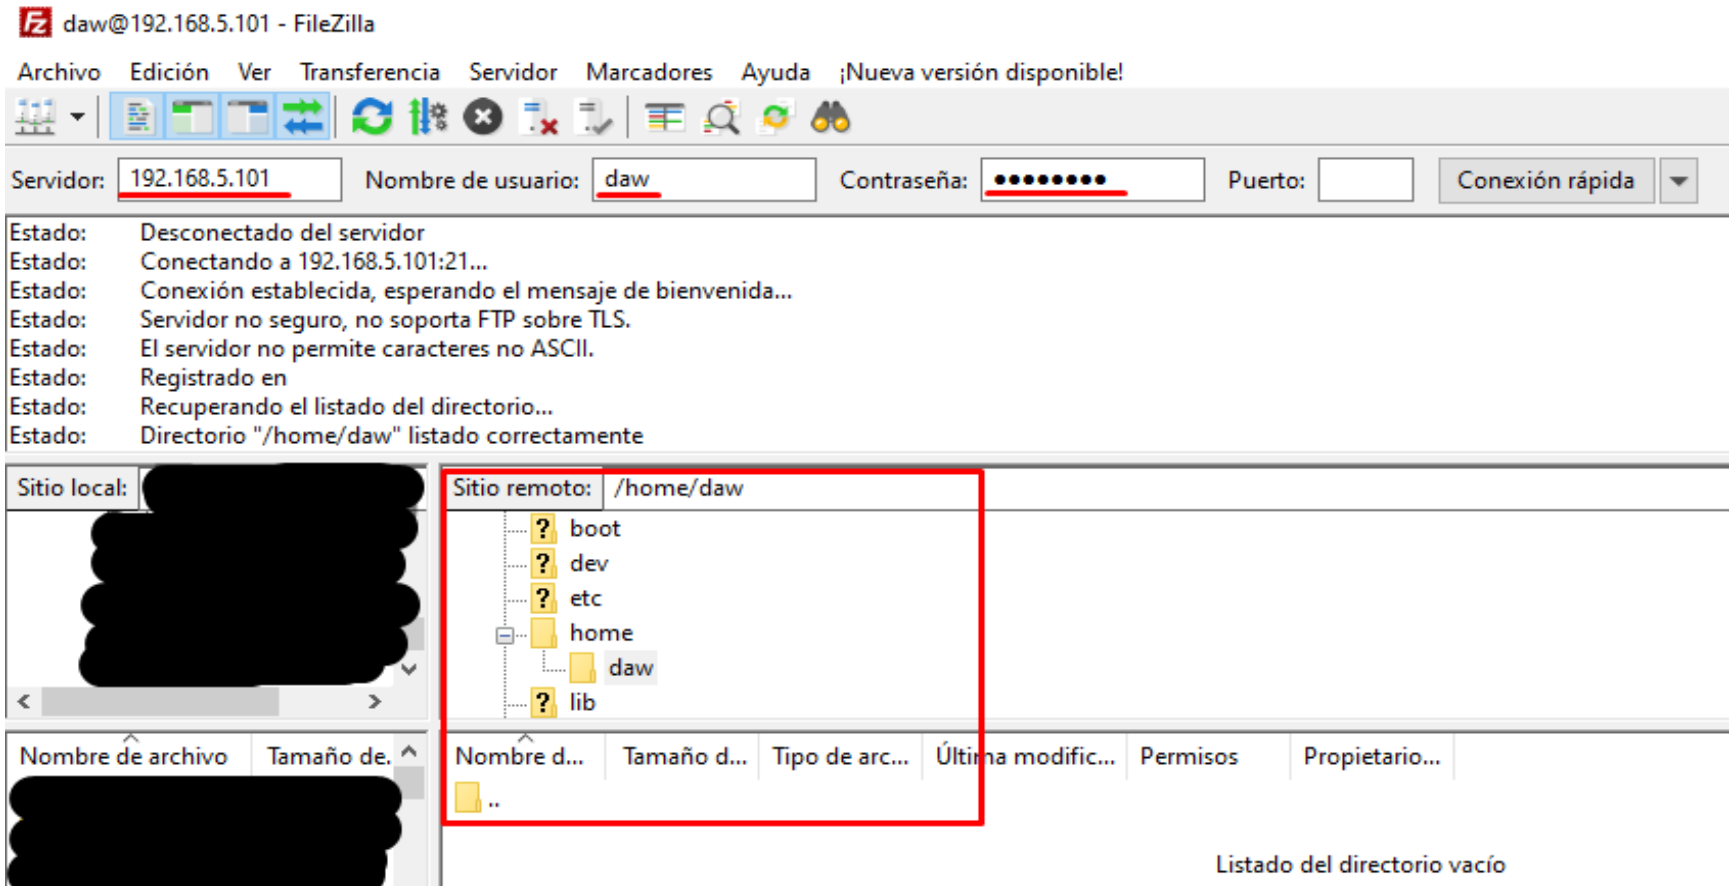 daw@192.168.5.101 - FileZilla
Archivo Edición Ver Transferencia Servidor Marcadores Ayuda ¡Nueva versión disponible!
Servidor: 192.168.5.101 Nombre de usuario: daw Contraseña: ●●●●●●●● Puerto: Conexión rápida
Estado: Desconectado del servidor
Estado: Conectando a 192.168.5.101:21...
Estado: Conexión establecida, esperando el mensaje de bienvenida...
Estado: Servidor no seguro, no soporta FTP sobre TLS.
Estado: El servidor no permite caracteres no ASCII.
Estado: Registrado en
Estado: Recuperando el listado del directorio...
Estado: Directorio "/home/daw" listado correctamente
Sitio local:
Sitio remoto: /home/daw
? boot
? dev
? etc
home
daw
? lib
Nombre de archivo Tamaño de.
Nombre d... Tamaño d... Tipo de arc... Última modific... Permisos Propietario...
..
Listado del directorio vacío